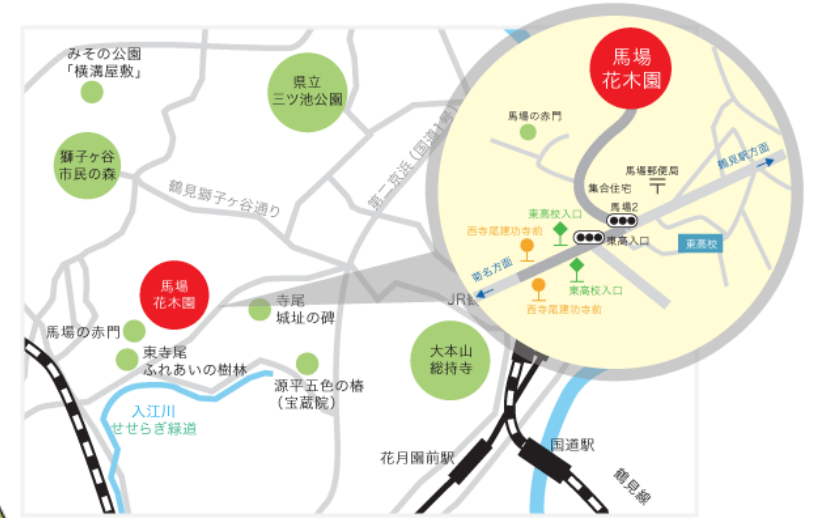 みその公園
「横溝屋敷」
県立
三ツ池公園
獅子ヶ谷
市民の森
鶴見獅子ヶ谷通り
第二京浜（国道1号）
馬場
花木園
馬場の赤門
東寺尾
ふれあいの樹林
寺尾
城址の碑
源平五色の椿
（宝蔵院）
入江川
せせらぎ緑道
大本山
総持寺
JR
花月園前駅
国道駅
鶴見線
馬場
花木園
馬場の赤門
鶴見駅方面
馬場郵便局
集合住宅
馬場2
東高校入口
西寺尾建功寺前
東高入口
東高校
菊名方面
東高校入口
西寺尾建功寺前